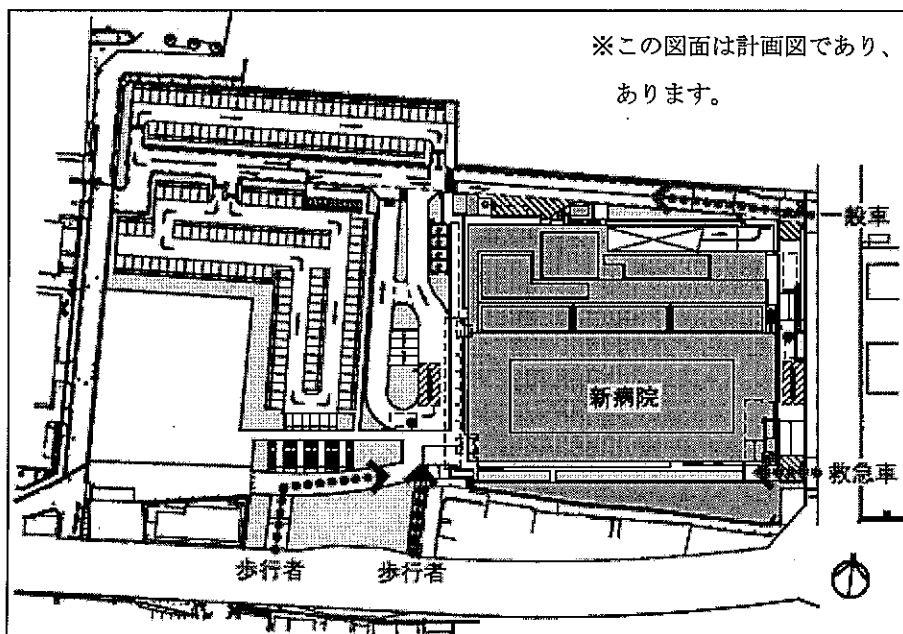 ※この図面は計画図であり、
あります。
般車
新病院
救急車
歩行者
歩行者